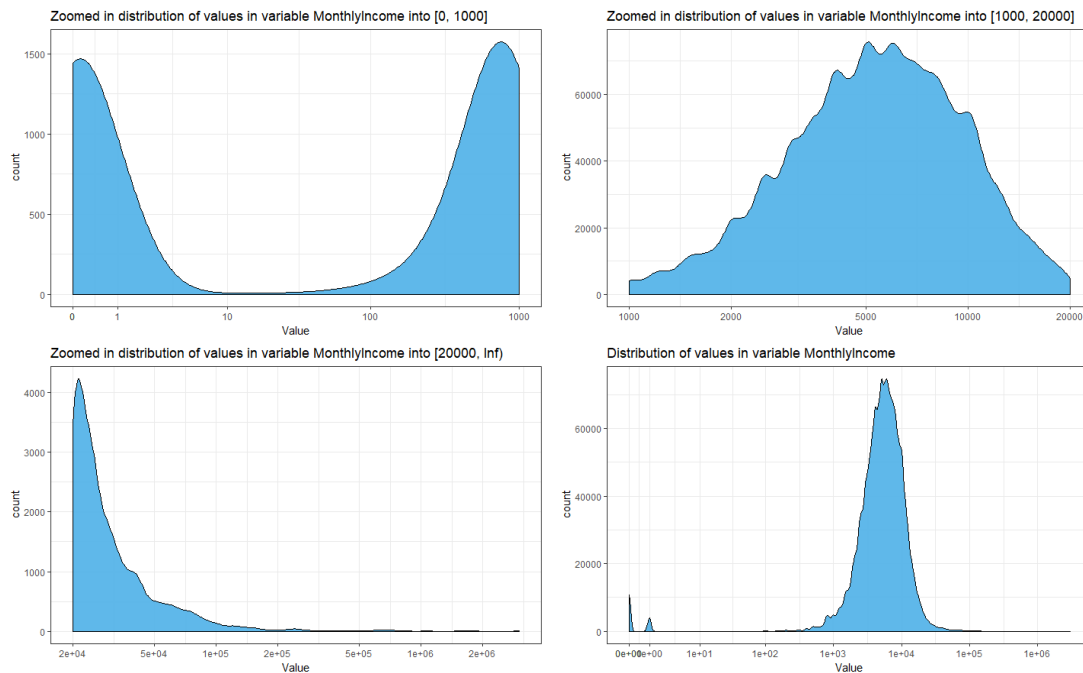 Zoomed in distribution of values in variable MonthlyIncome into [0, 1000]
1500
1000
500
0
count
0 1 10 100 1000
Value
Zoomed in distribution of values in variable MonthlyIncome into [1000, 20000]
60000
40000
20000
0
count
1000 2000 5000 10000 20000
Value
Zoomed in distribution of values in variable MonthlyIncome into [20000, Inf)
4000
3000
2000
1000
0
count
2e+04 5e+04 1e+05 2e+05 5e+05 1e+06 2e+06
Value
Distribution of values in variable MonthlyIncome
60000
40000
20000
0
count
0e+00 1e+00 1e+01 1e+02 1e+03 1e+04 1e+05 1e+06
Value